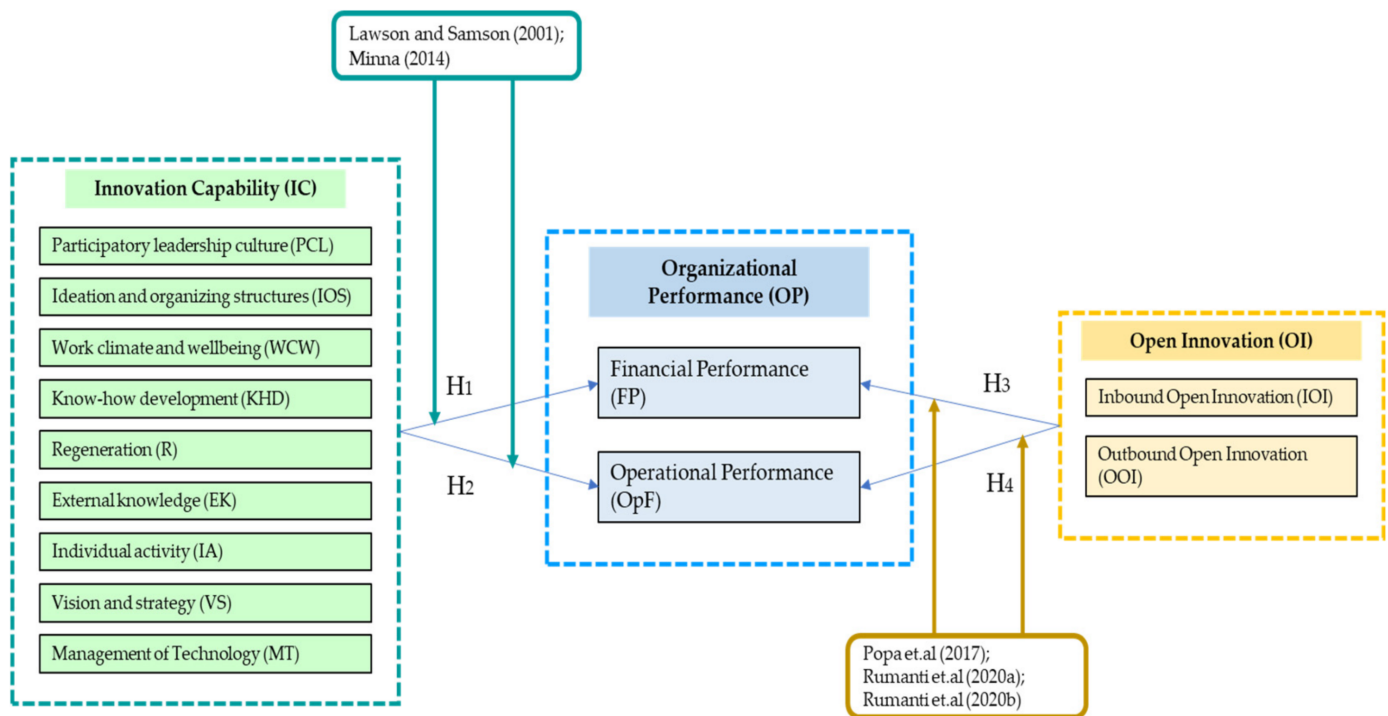 Lawson and Samson (2001);
Minna (2014)
Innovation Capability (IC)
Participatory leadership culture (PCL)
Ideation and organizing structures (IOS)
Work climate and wellbeing (WCW)
Know-how development (KHD)
Regeneration (R)
External knowledge (EK)
Individual activity (IA)
Vision and strategy (VS)
Management of Technology (MT)
H1
H2
Organizational
Performance (OP)
Financial Performance
(FP)
Operational Performance
(OpF)
H3
H4
Open Innovation (OI)
Inbound Open Innovation (IOI)
Outbound Open Innovation
(OOI)
Popa et.al (2017);
Rumanti et.al (2020a);
Rumanti et.al (2020b)